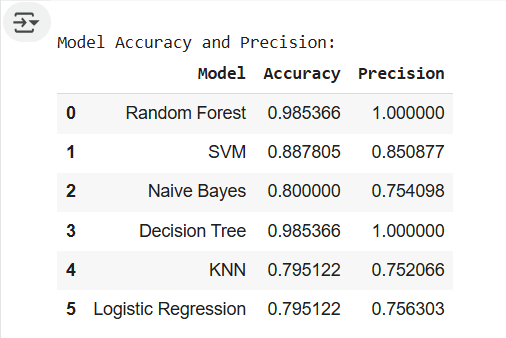 Model Accuracy and Precision:
Model Accuracy Precision
0 Random Forest 0.985366 1.000000
1 SVM 0.887805 0.850877
2 Naive Bayes 0.800000 0.754098
3 Decision Tree 0.985366 1.000000
4 KNN 0.795122 0.752066
5 Logistic Regression 0.795122 0.756303